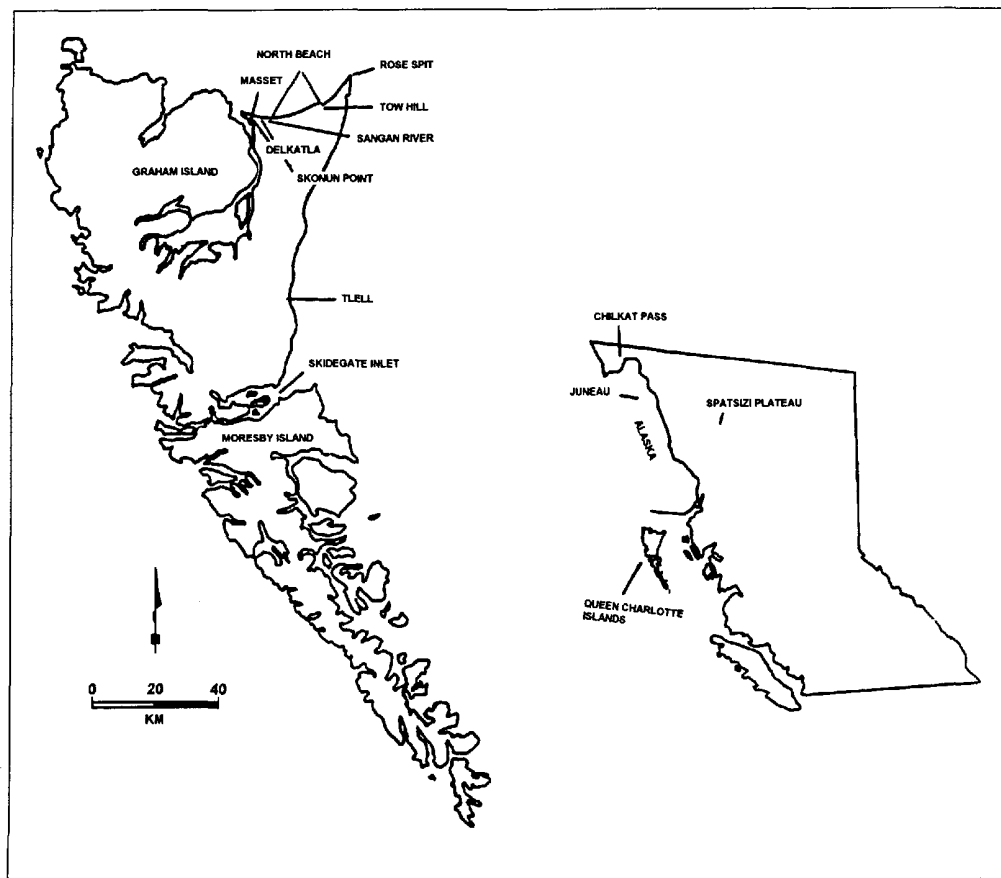 NORTH BEACH
ROSE SPIT
MASSET
TOW HILL
SANGAN RIVER
DELKATLA
GRAHAM ISLAND
SKONUN POINT
TLELL
SKIDEGATE INLET
MORESBY ISLAND
0 20 40
KM
CHILKAT PASS
JUNEAU
SPATSIZI PLATEAU
ALASKA
QUEEN CHARLOTTE
ISLANDS